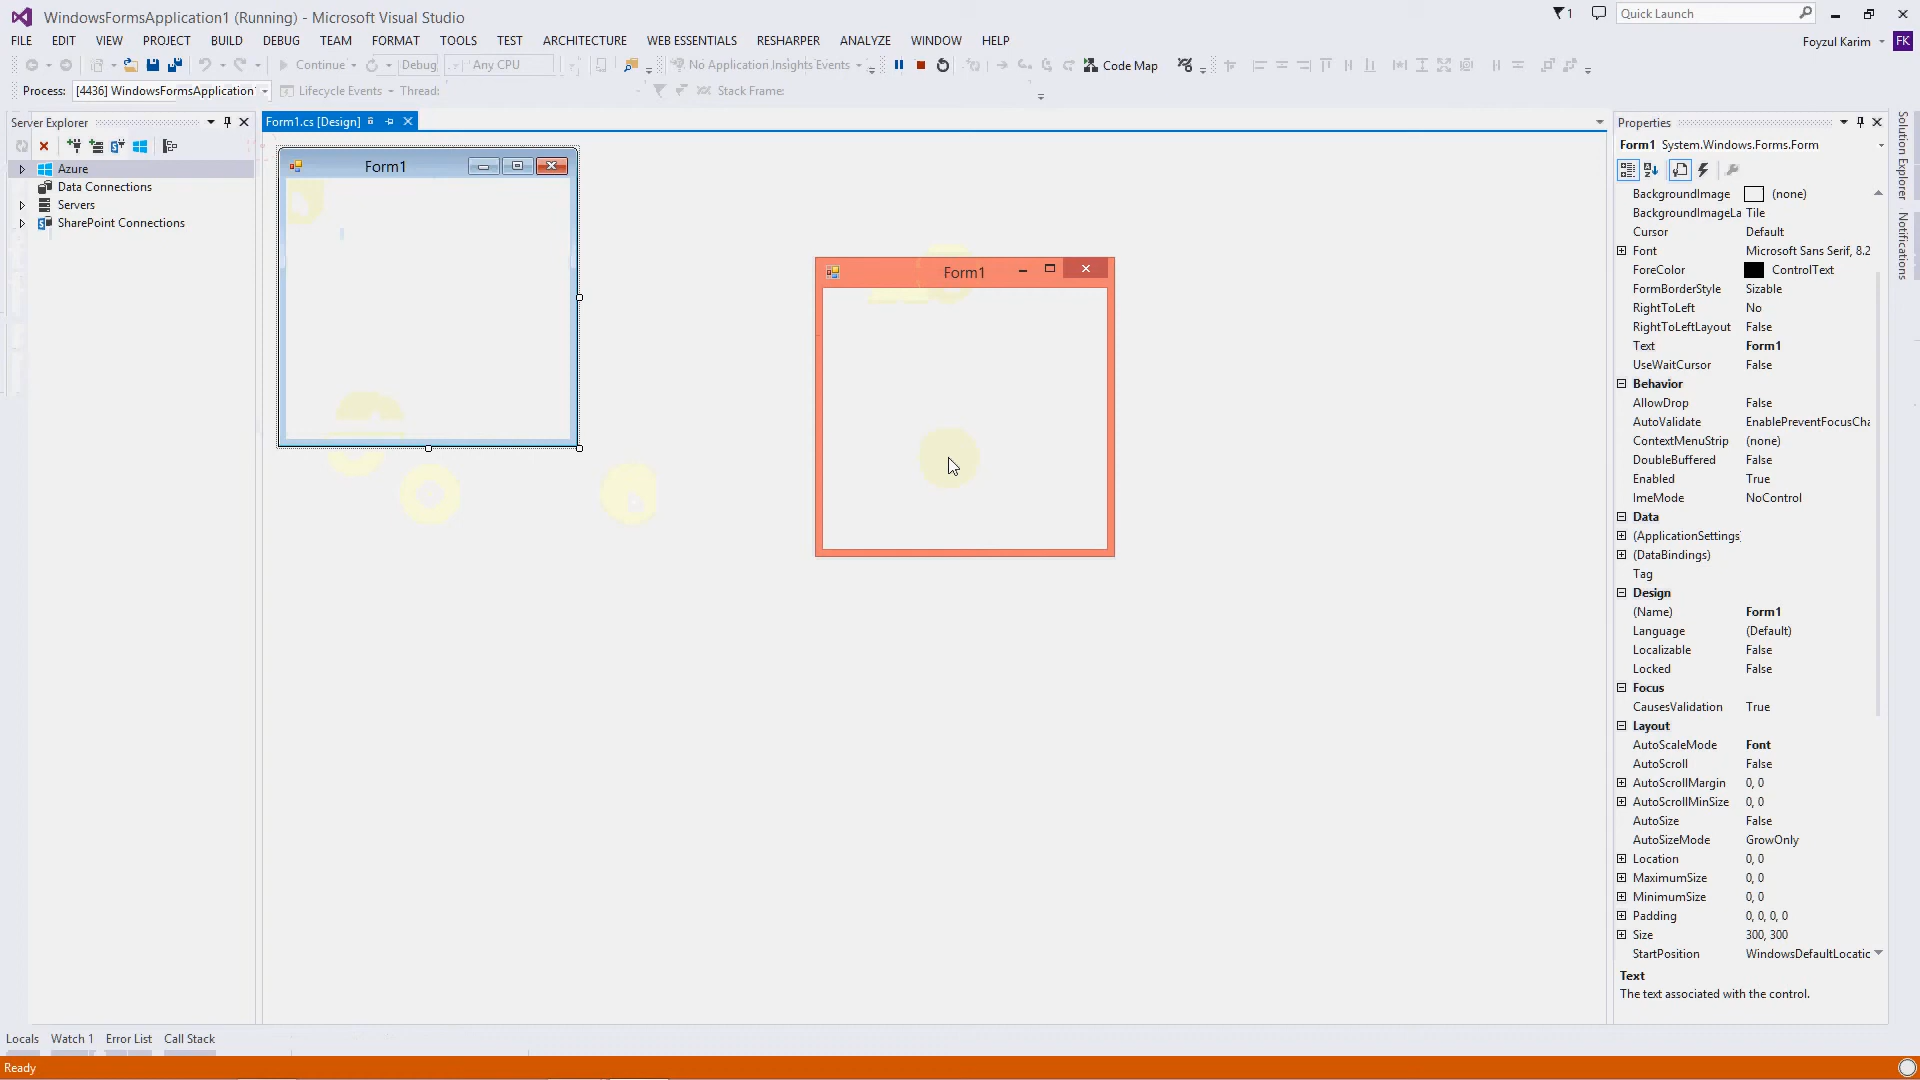 WindowsFormsApplication1 (Running) - Microsoft Visual Studio
1
Quick Launch
FILE EDIT VIEW PROJECT BUILD DEBUG TEAM FORMAT TOOLS TEST ARCHITECTURE WEB ESSENTIALS RESHARPER ANALYZE WINDOW HELP
Foyzul Karim FK
Continue Debug Any CPU No Application Insights Events Code Map
Process: [4436] WindowsFormsApplication Lifecycle Events Thread: Stack Frame:
Server Explorer
Azure
Data Connections
Servers
SharePoint Connections
Form1.cs [Design]
Form1
Form1
Properties
Form1 System.Windows.Forms.Form
BackgroundImage (none)
BackgroundImageLa Tile
Cursor Default
Font Microsoft Sans Serif, 8.2
ForeColor ControlText
FormBorderStyle Sizable
RightToLeft No
RightToLeftLayout False
Text Form1
UseWaitCursor False
Behavior
AllowDrop False
AutoValidate EnablePreventFocusCha
ContextMenuStrip (none)
DoubleBuffered False
Enabled True
ImeMode NoControl
Data
(ApplicationSettings)
(DataBindings)
Tag
Design
(Name) Form1
Language (Default)
Localizable False
Locked False
Focus
CausesValidation True
Layout
AutoScaleMode Font
AutoScroll False
AutoScrollMargin 0, 0
AutoScrollMinSize 0, 0
AutoSize False
AutoSizeMode GrowOnly
Location 0, 0
MaximumSize 0, 0
MinimumSize 0, 0
Padding 0, 0, 0, 0
Size 300, 300
StartPosition WindowsDefaultLocatic
Text
The text associated with the control.
Solution Explorer
Notifications
Locals Watch 1 Error List Call Stack
Ready